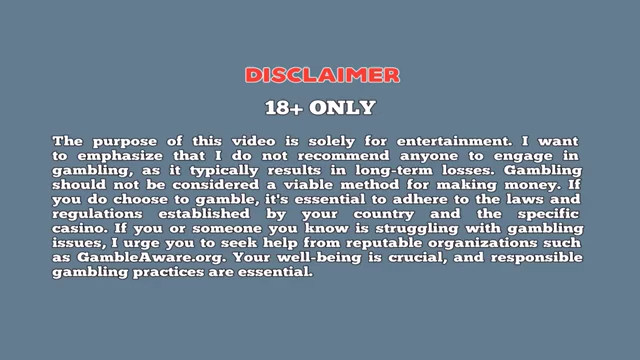 DISCLAIMER
18+ ONLY
The purpose of this video is solely for entertainment. I want
to emphasize that I do not recommend anyone to engage in
gambling, as it typically results in long-term losses. Gambling
should not be considered a viable method for making money. If
you do choose to gamble, it's essential to adhere to the laws and
regulations established by your country and the specific
casino. If you or someone you know is struggling with gambling
issues, I urge you to seek help from reputable organizations such
as GambleAware.org. Your well-being is crucial, and responsible
gambling practices are essential.